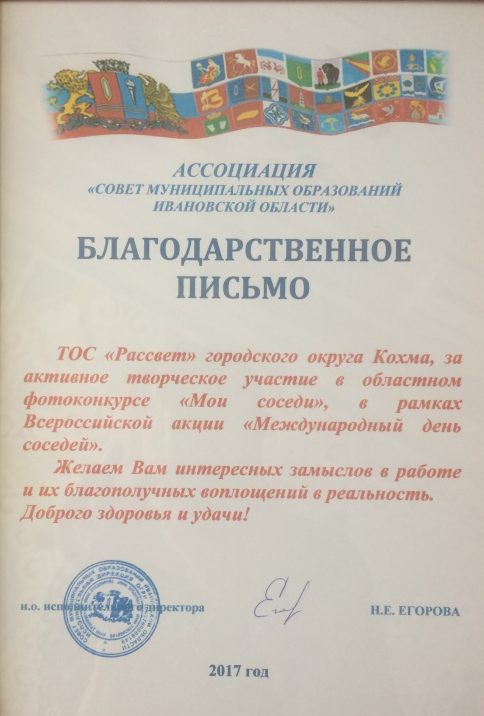 АССОЦИАЦИЯ
«СОВЕТ МУНИЦИПАЛЬНЫХ ОБРАЗОВАНИЙ
ИВАНОВСКОЙ ОБЛАСТИ»
БЛАГОДАРСТВЕННОЕ
ПИСЬМО
ТОС «Рассвет» городского округа Кохма, за
активное творческое участие в областном
фотоконкурсе «Мои соседи», в рамках
Всероссийской акции «Международный день
соседей».
Желаем Вам интересных замыслов в работе
и их благополучных воплощений в реальность.
Доброго здоровья и удачи!
и.о. исполнительного директора
Н.Е. ЕГОРОВА
2017 год